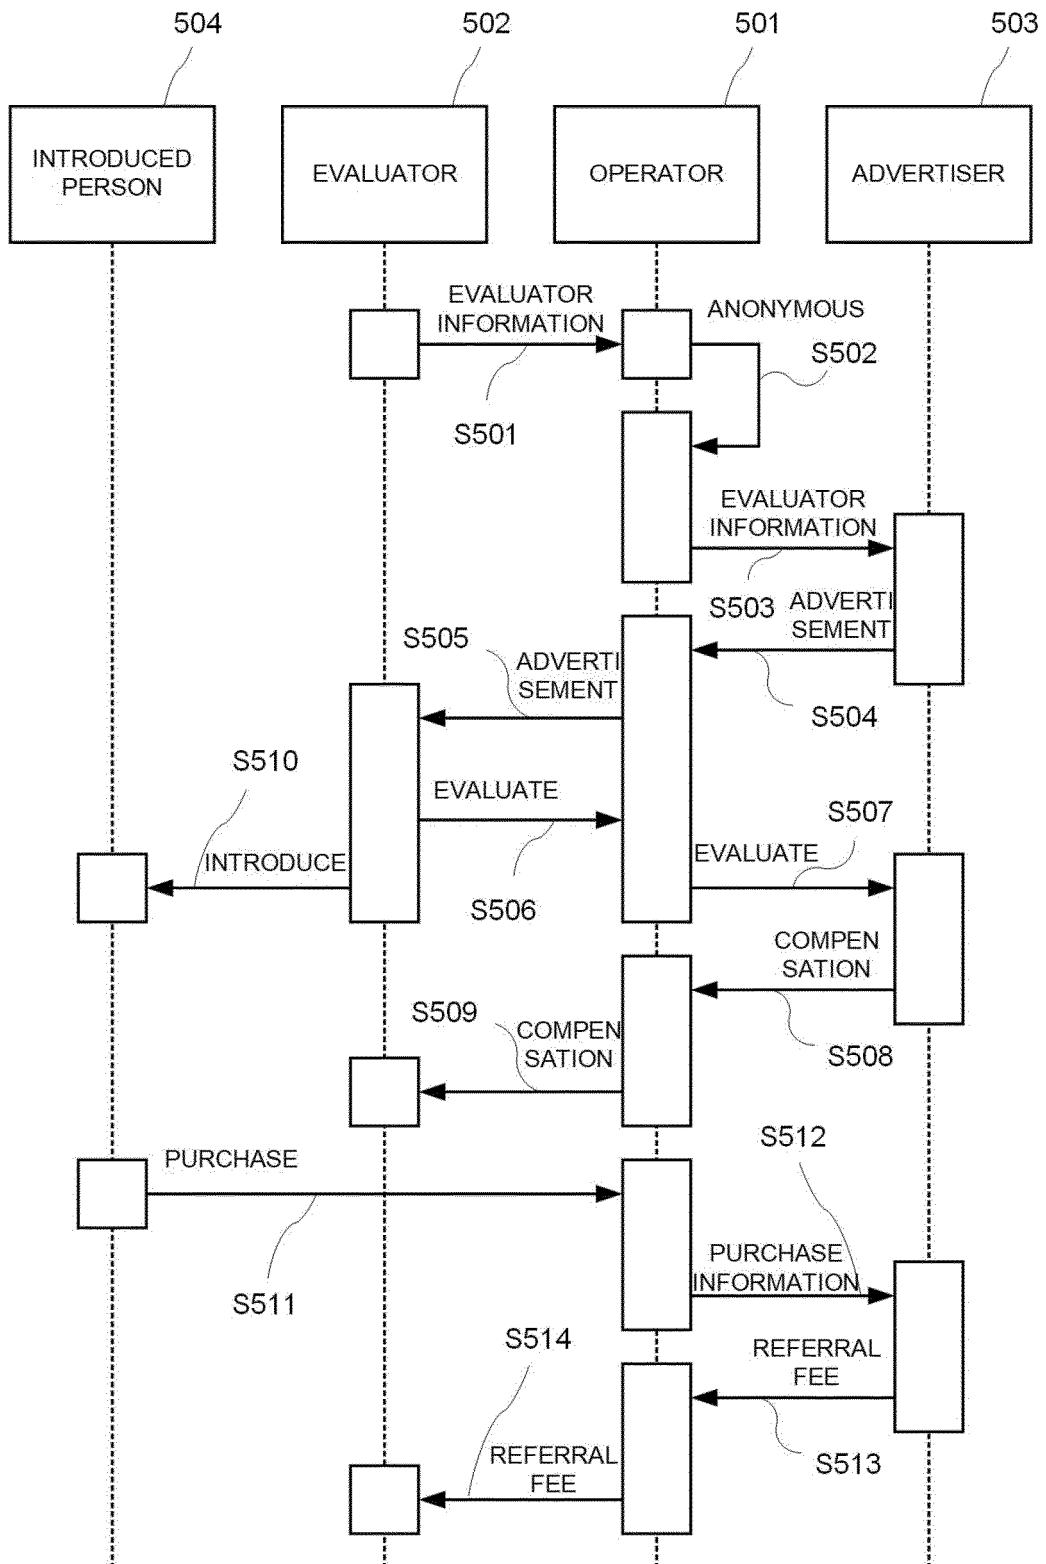 504
502
501
503
INTRODUCED
PERSON
EVALUATOR
OPERATOR
ADVERTISER
EVALUATOR
INFORMATION
ANONYMOUS
S502
S501
EVALUATOR
INFORMATION
S503
ADVERTI
SEMENT
S505
ADVERTI
SEMENT
S504
S510
EVALUATE
S507
INTRODUCE
EVALUATE
S506
COMPEN
SATION
S509
COMPEN
SATION
S508
PURCHASE
S512
PURCHASE
INFORMATION
S511
S514
REFERRAL
FEE
REFERRAL
FEE
S513